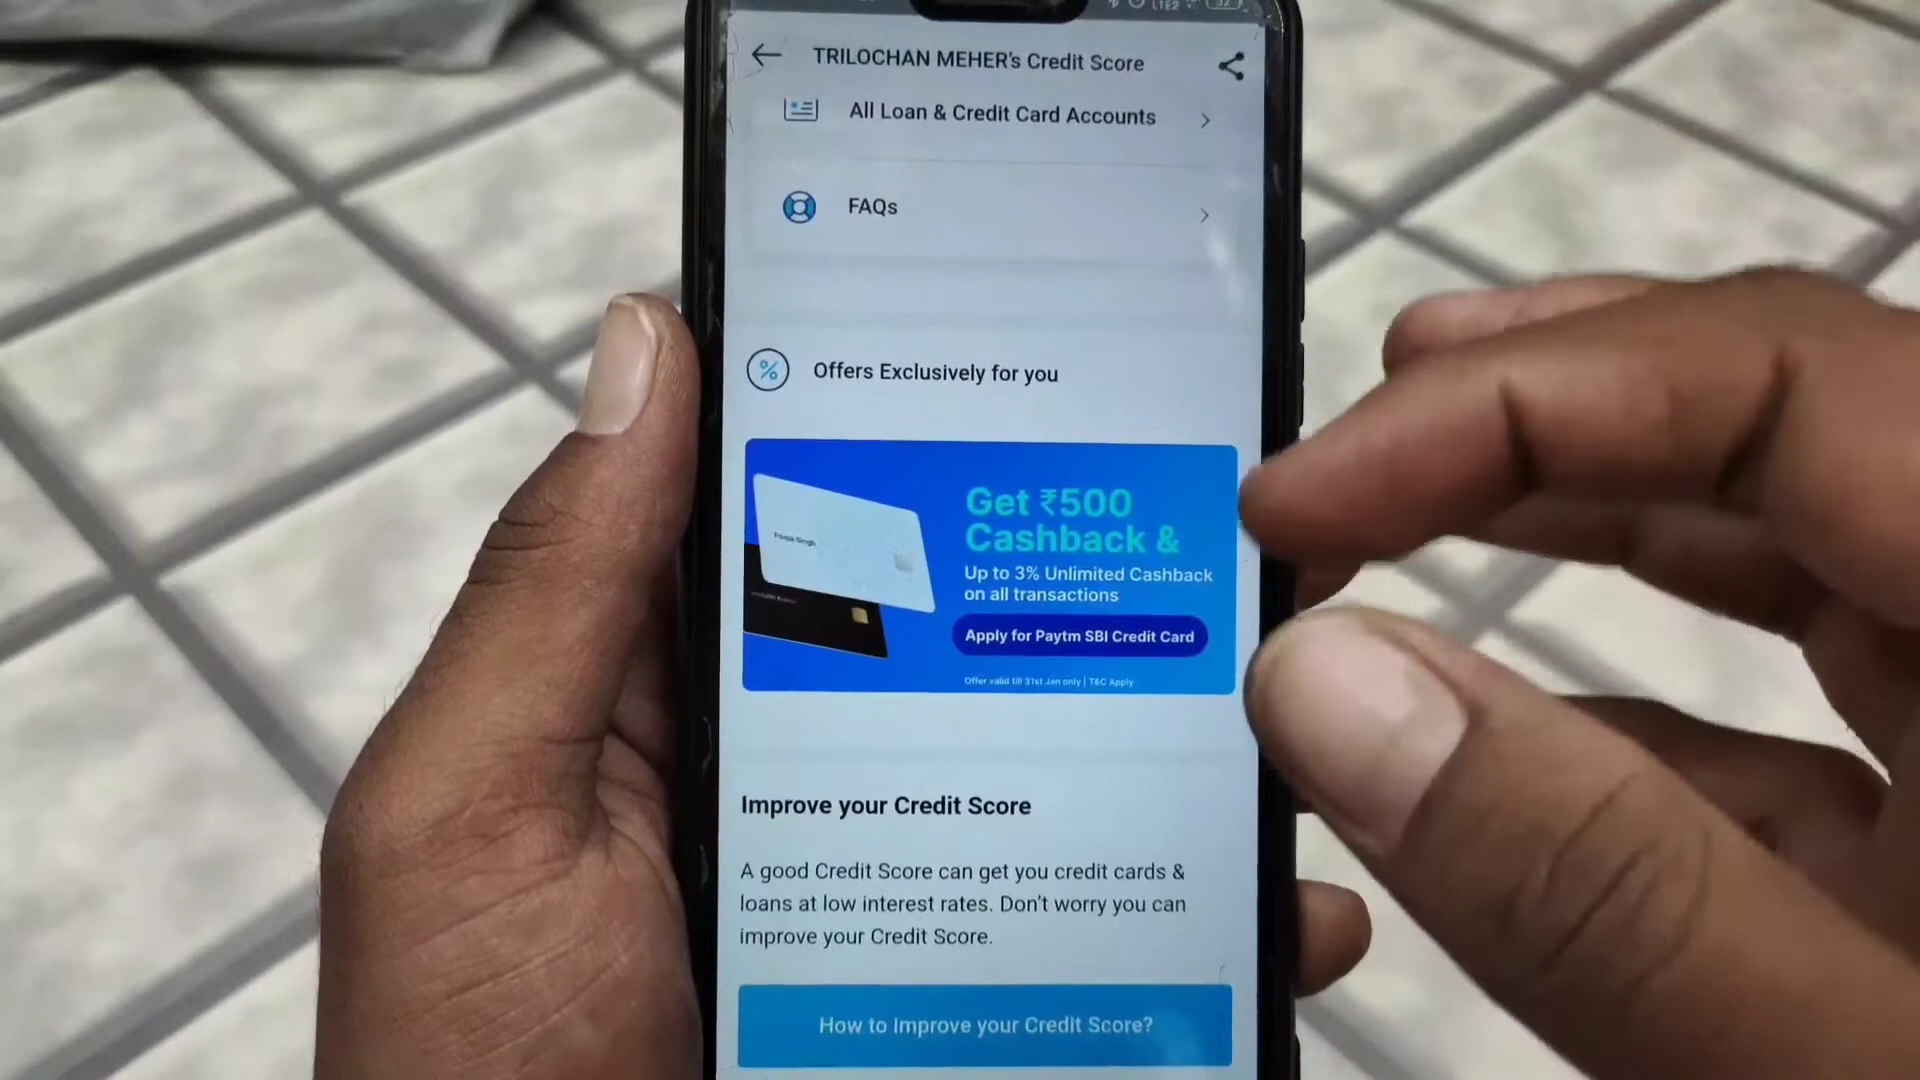 LTE2
TRILOCHAN MEHER's Credit Score
All Loan & Credit Card Accounts
FAQs
Offers Exclusively for you
Get ₹500
Cashback &
Up to 3% Unlimited Cashback
on all transactions
Apply for Paytm SBI Credit Card
Offer valid till 31st Jan only | T&C Apply
Pooja Singh
Improve your Credit Score
A good Credit Score can get you credit cards &
loans at low interest rates. Don't worry you can
improve your Credit Score.
How to Improve your Credit Score?